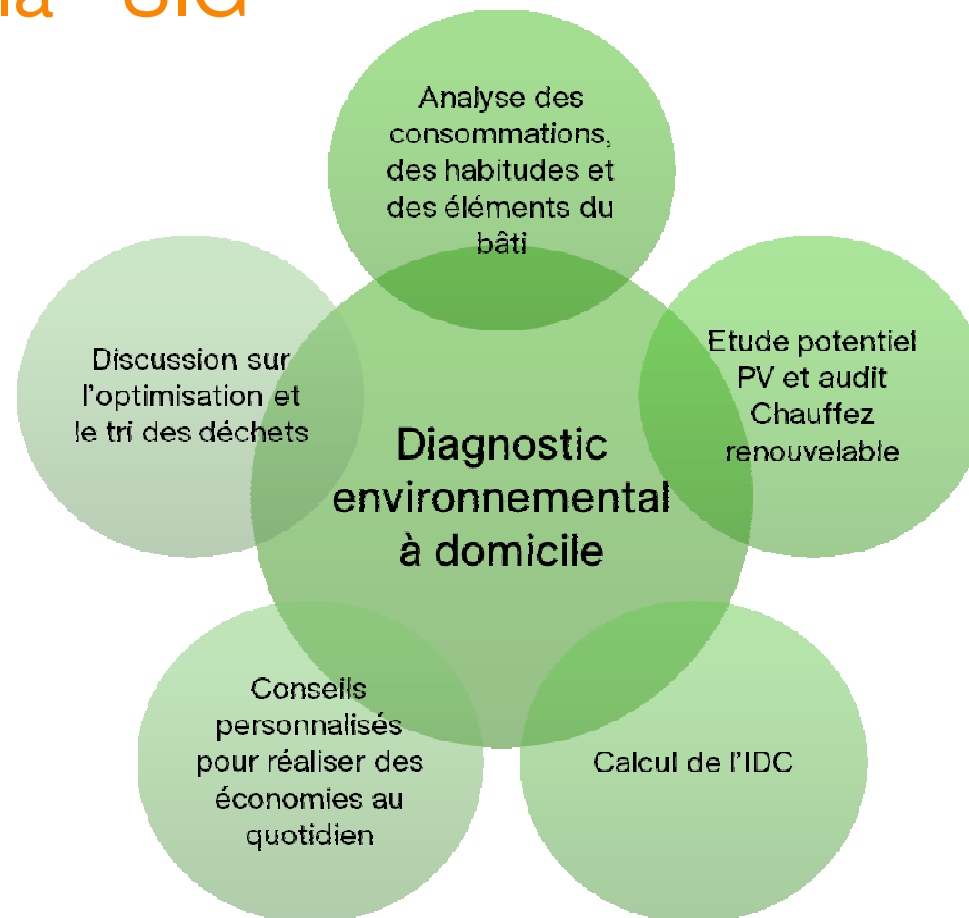 Analyse des
consommations,
des habitudes et
des éléments du
bâti
Etude potentiel
PV et audit
Chauffez
renouvelable
Discussion sur
l'optimisation et
le tri des déchets
Diagnostic
environnemental
à domicile
Conseils
personnalisés
pour réaliser des
économies au
quotidien
Calcul de l'IDC